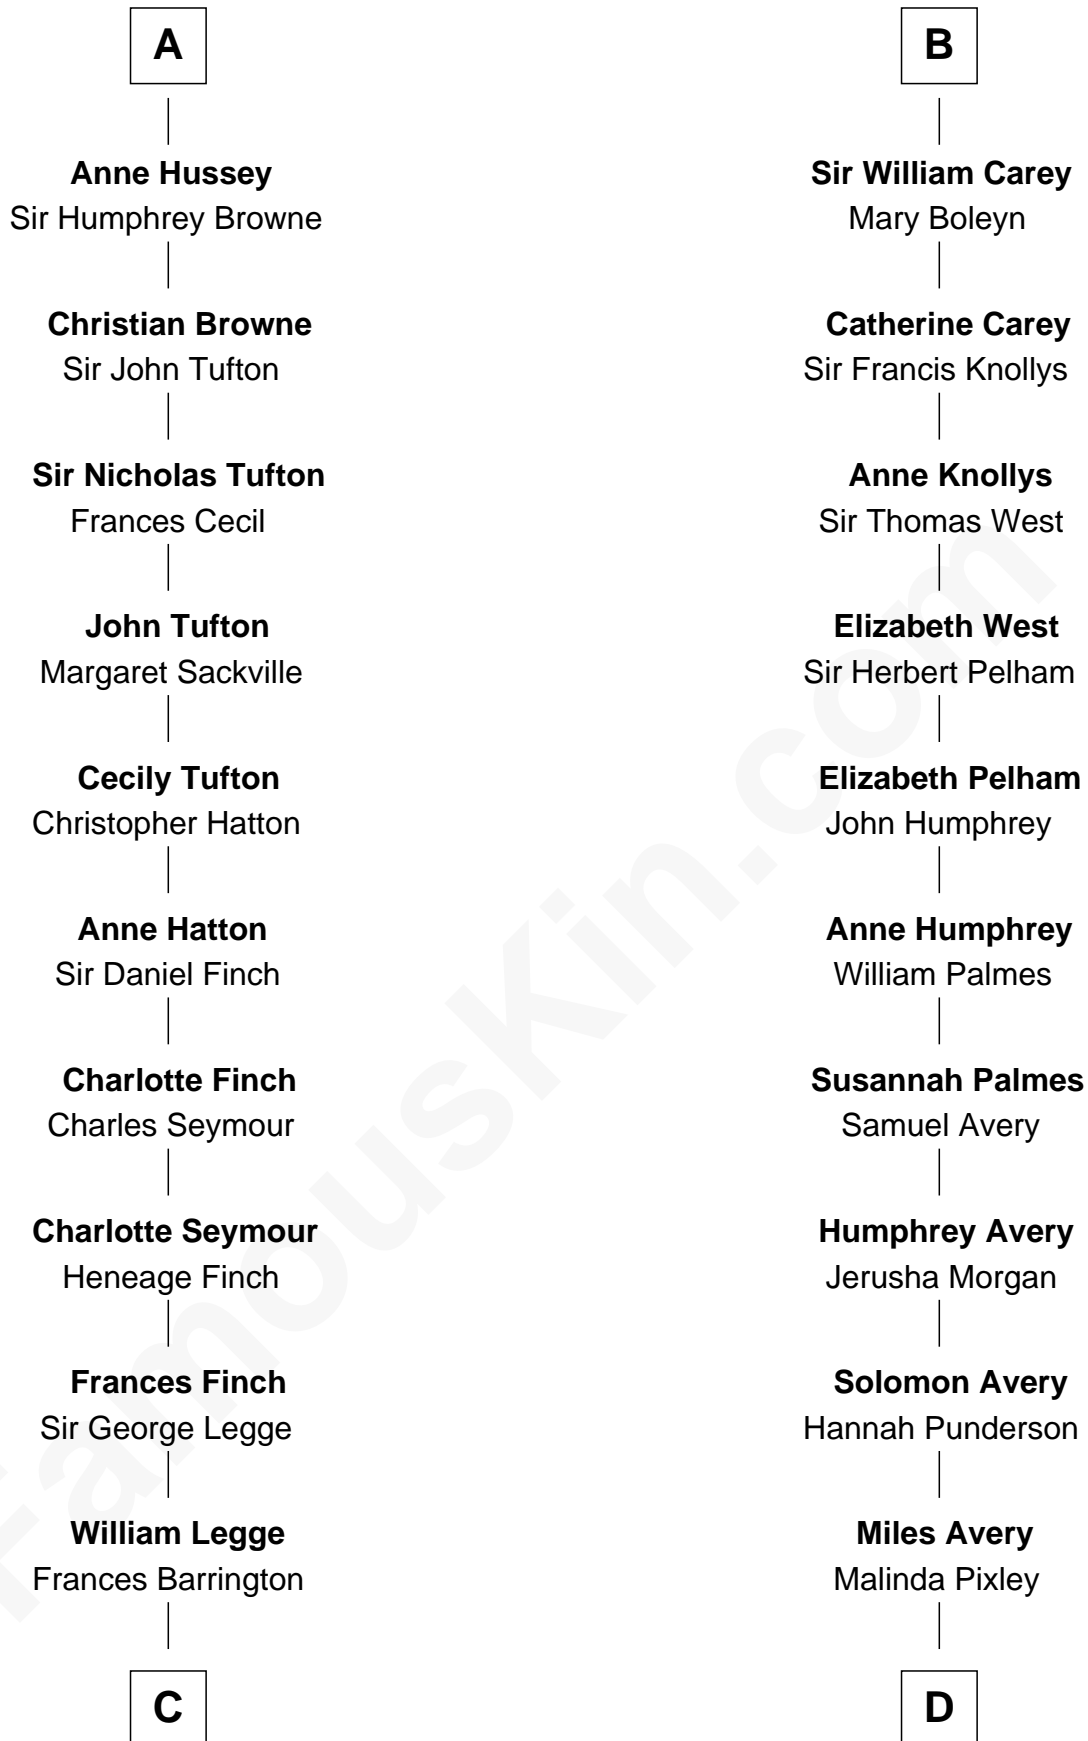 A
Anne Hussey
Sir Humphrey Browne
Christian Browne
Sir John Tufton
Sir Nicholas Tufton
Frances Cecil
John Tufton
Margaret Sackville
Cecily Tufton
Christopher Hatton
Anne Hatton
Sir Daniel Finch
Charlotte Finch
Charles Seymour
Charlotte Seymour
Heneage Finch
Frances Finch
Sir George Legge
William Legge
Frances Barrington
C
B
Sir William Carey
Mary Boleyn
Catherine Carey
Sir Francis Knollys
Anne Knollys
Sir Thomas West
Elizabeth West
Sir Herbert Pelham
Elizabeth Pelham
John Humphrey
Anne Humphrey
William Palmes
Susannah Palmes
Samuel Avery
Humphrey Avery
Jerusha Morgan
Solomon Avery
Hannah Punderson
Miles Avery
Malinda Pixley
D
FamousKin.com